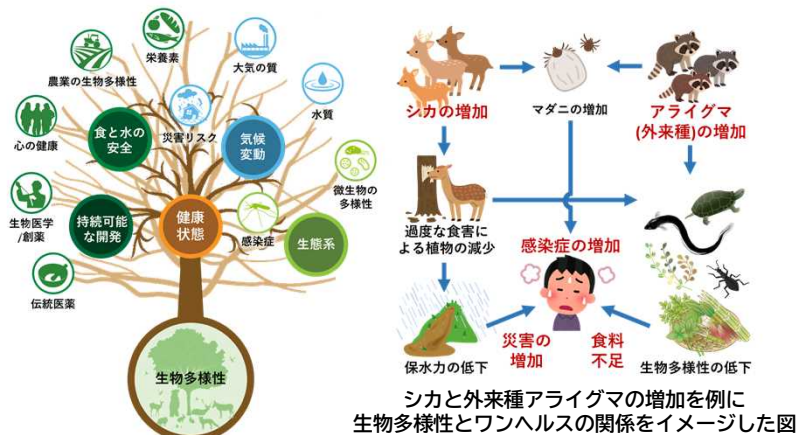 栄養素
大気の質
農業の生物多様性
水質
災害リスク
食と水の
安全
気候
変動
心の健康
微生物の
多様性
生物医学
/創薬
持続可能
な開発
健康
状態
感染症
生態系
伝統医薬
生物多様性
シカの増加
マダニの増加
アライグマ
(外来種)の増加
過度な食害に
よる植物の減少
感染症の増加
災害の
増加
食料
不足
保水力の低下
生物多様性の低下
シカと外来種アライグマの増加を例に
生物多様性とワンヘルスの関係をイメージした図